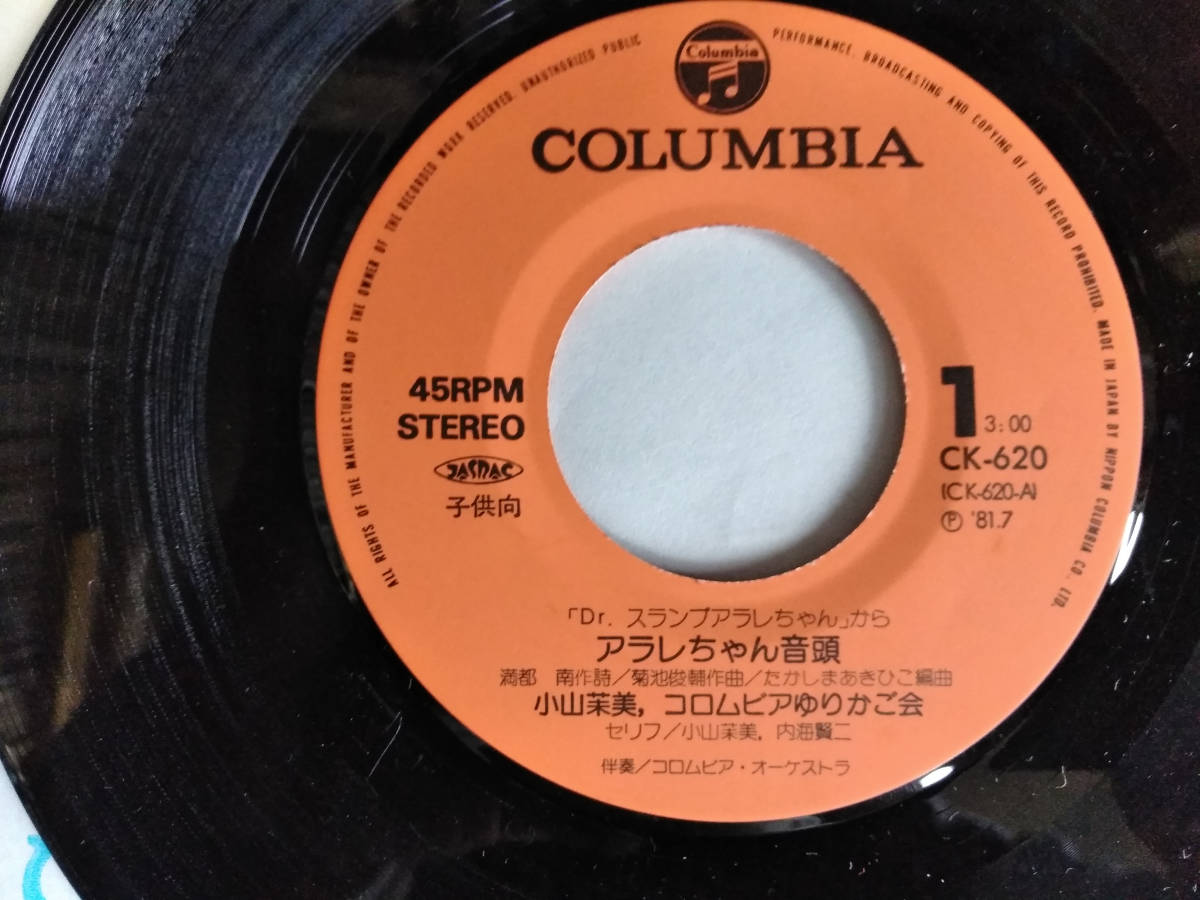 Columbia
COLUMBIA
ALL RIGHTS OF THE MANUFACTURER AND OF THE OWNER OF THE RECORDED WORK RESERVED. UNAUTHORIZED PUBLIC PERFORMANCE, BROADCASTING AND COPYING OF THIS RECORD PROHIBITED. MADE IN JAPAN BY NIPPON COLUMBIA CO., LTD.
45RPM
STEREO
JASRAC
子供向
1 3:00
CK-620
(CK-620-A)
Ⓟ '81.7
「Dr. スランプアラレちゃん」から
アラレちゃん音頭
満都 南作詩/菊池俊輔作曲/たかしまあきひこ編曲
小山茉美, コロムビアゆりかご会
セリフ/小山茉美, 内海賢二
伴奏/コロムビア・オーケストラ